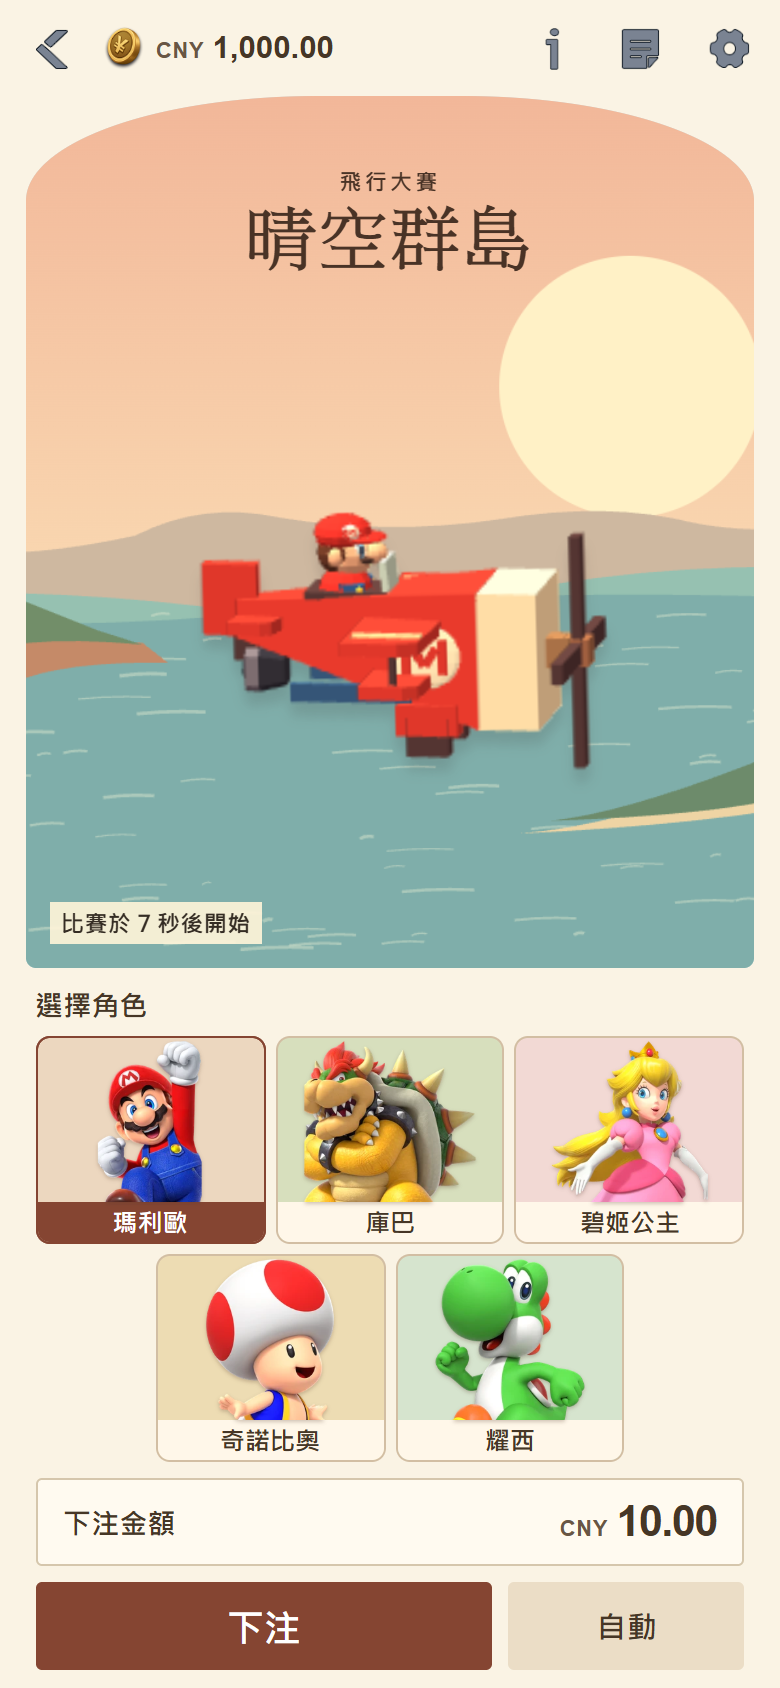 CNY 1,000.00
飛行大賽
晴空群島
M
比賽於 7 秒後開始
選擇角色
M
瑪利歐
庫巴
碧姬公主
奇諾比奧
耀西
下注金額
CNY 10.00
下注
自動